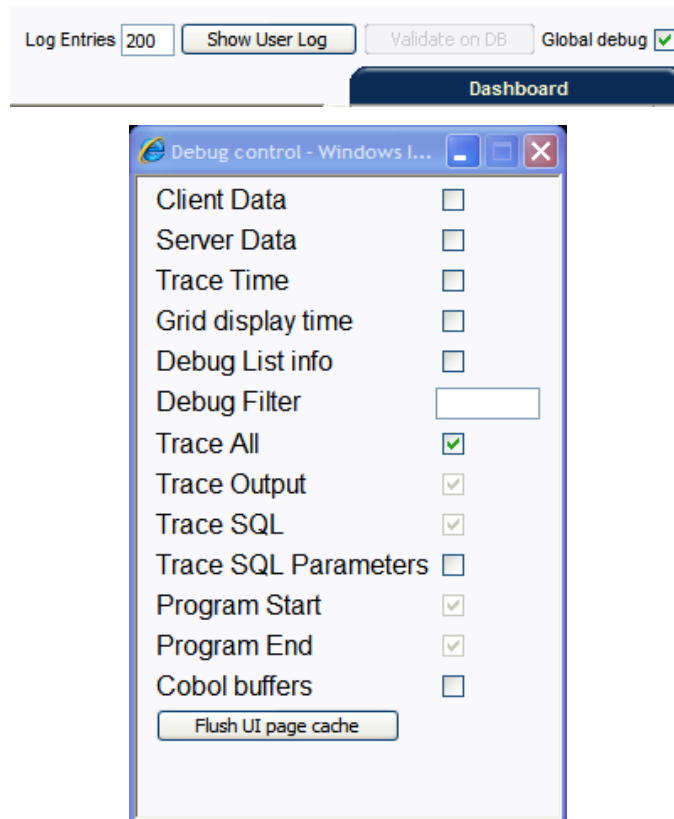 Log Entries 200 Show User Log Validate on DB Global debug
Dashboard
Debug control - Windows I...
Client Data
Server Data
Trace Time
Grid display time
Debug List info
Debug Filter
Trace All
Trace Output
Trace SQL
Trace SQL Parameters
Program Start
Program End
Cobol buffers
Flush UI page cache